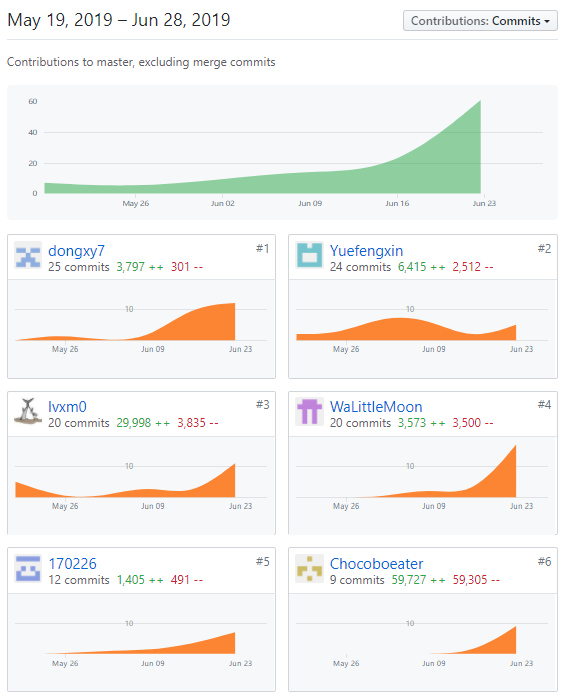 May 19, 2019 – Jun 28, 2019
Contributions: Commits
Contributions to master, excluding merge commits
60
40
20
0
May 26 Jun 02 Jun 09 Jun 16 Jun 23
dongxy7 #1
25 commits 3,797 ++ 301 --
10
May 26 Jun 09 Jun 23
Yuefengxin #2
24 commits 6,415 ++ 2,512 --
10
May 26 Jun 09 Jun 23
lvxm0 #3
20 commits 29,998 ++ 3,835 --
10
May 26 Jun 09 Jun 23
WaLittleMoon #4
20 commits 3,573 ++ 3,500 --
10
May 26 Jun 09 Jun 23
170226 #5
12 commits 1,405 ++ 491 --
10
May 26 Jun 09 Jun 23
Chocoboeater #6
9 commits 59,727 ++ 59,305 --
10
May 26 Jun 09 Jun 23